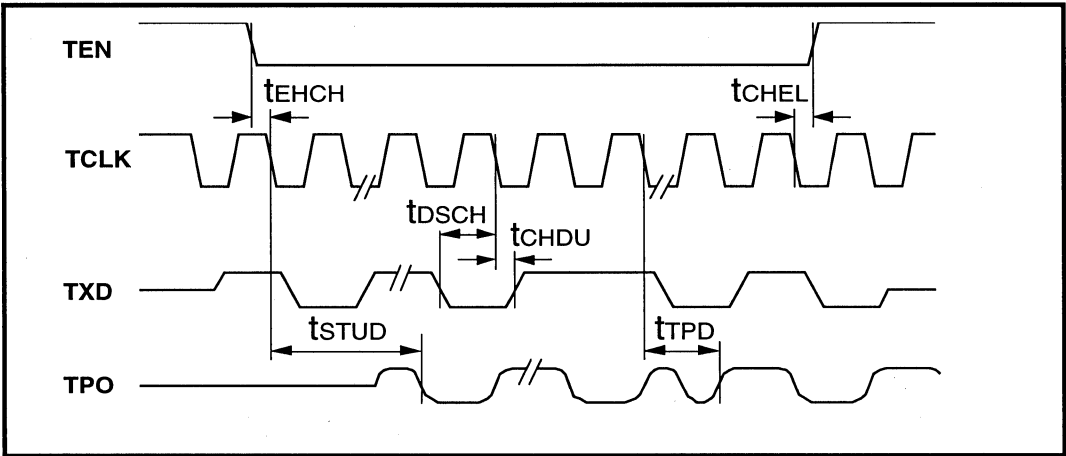 TEN
tEHCH
tCHEL
TCLK
tDSCH
tCHDU
TXD
tSTUD
tTPD
TPO